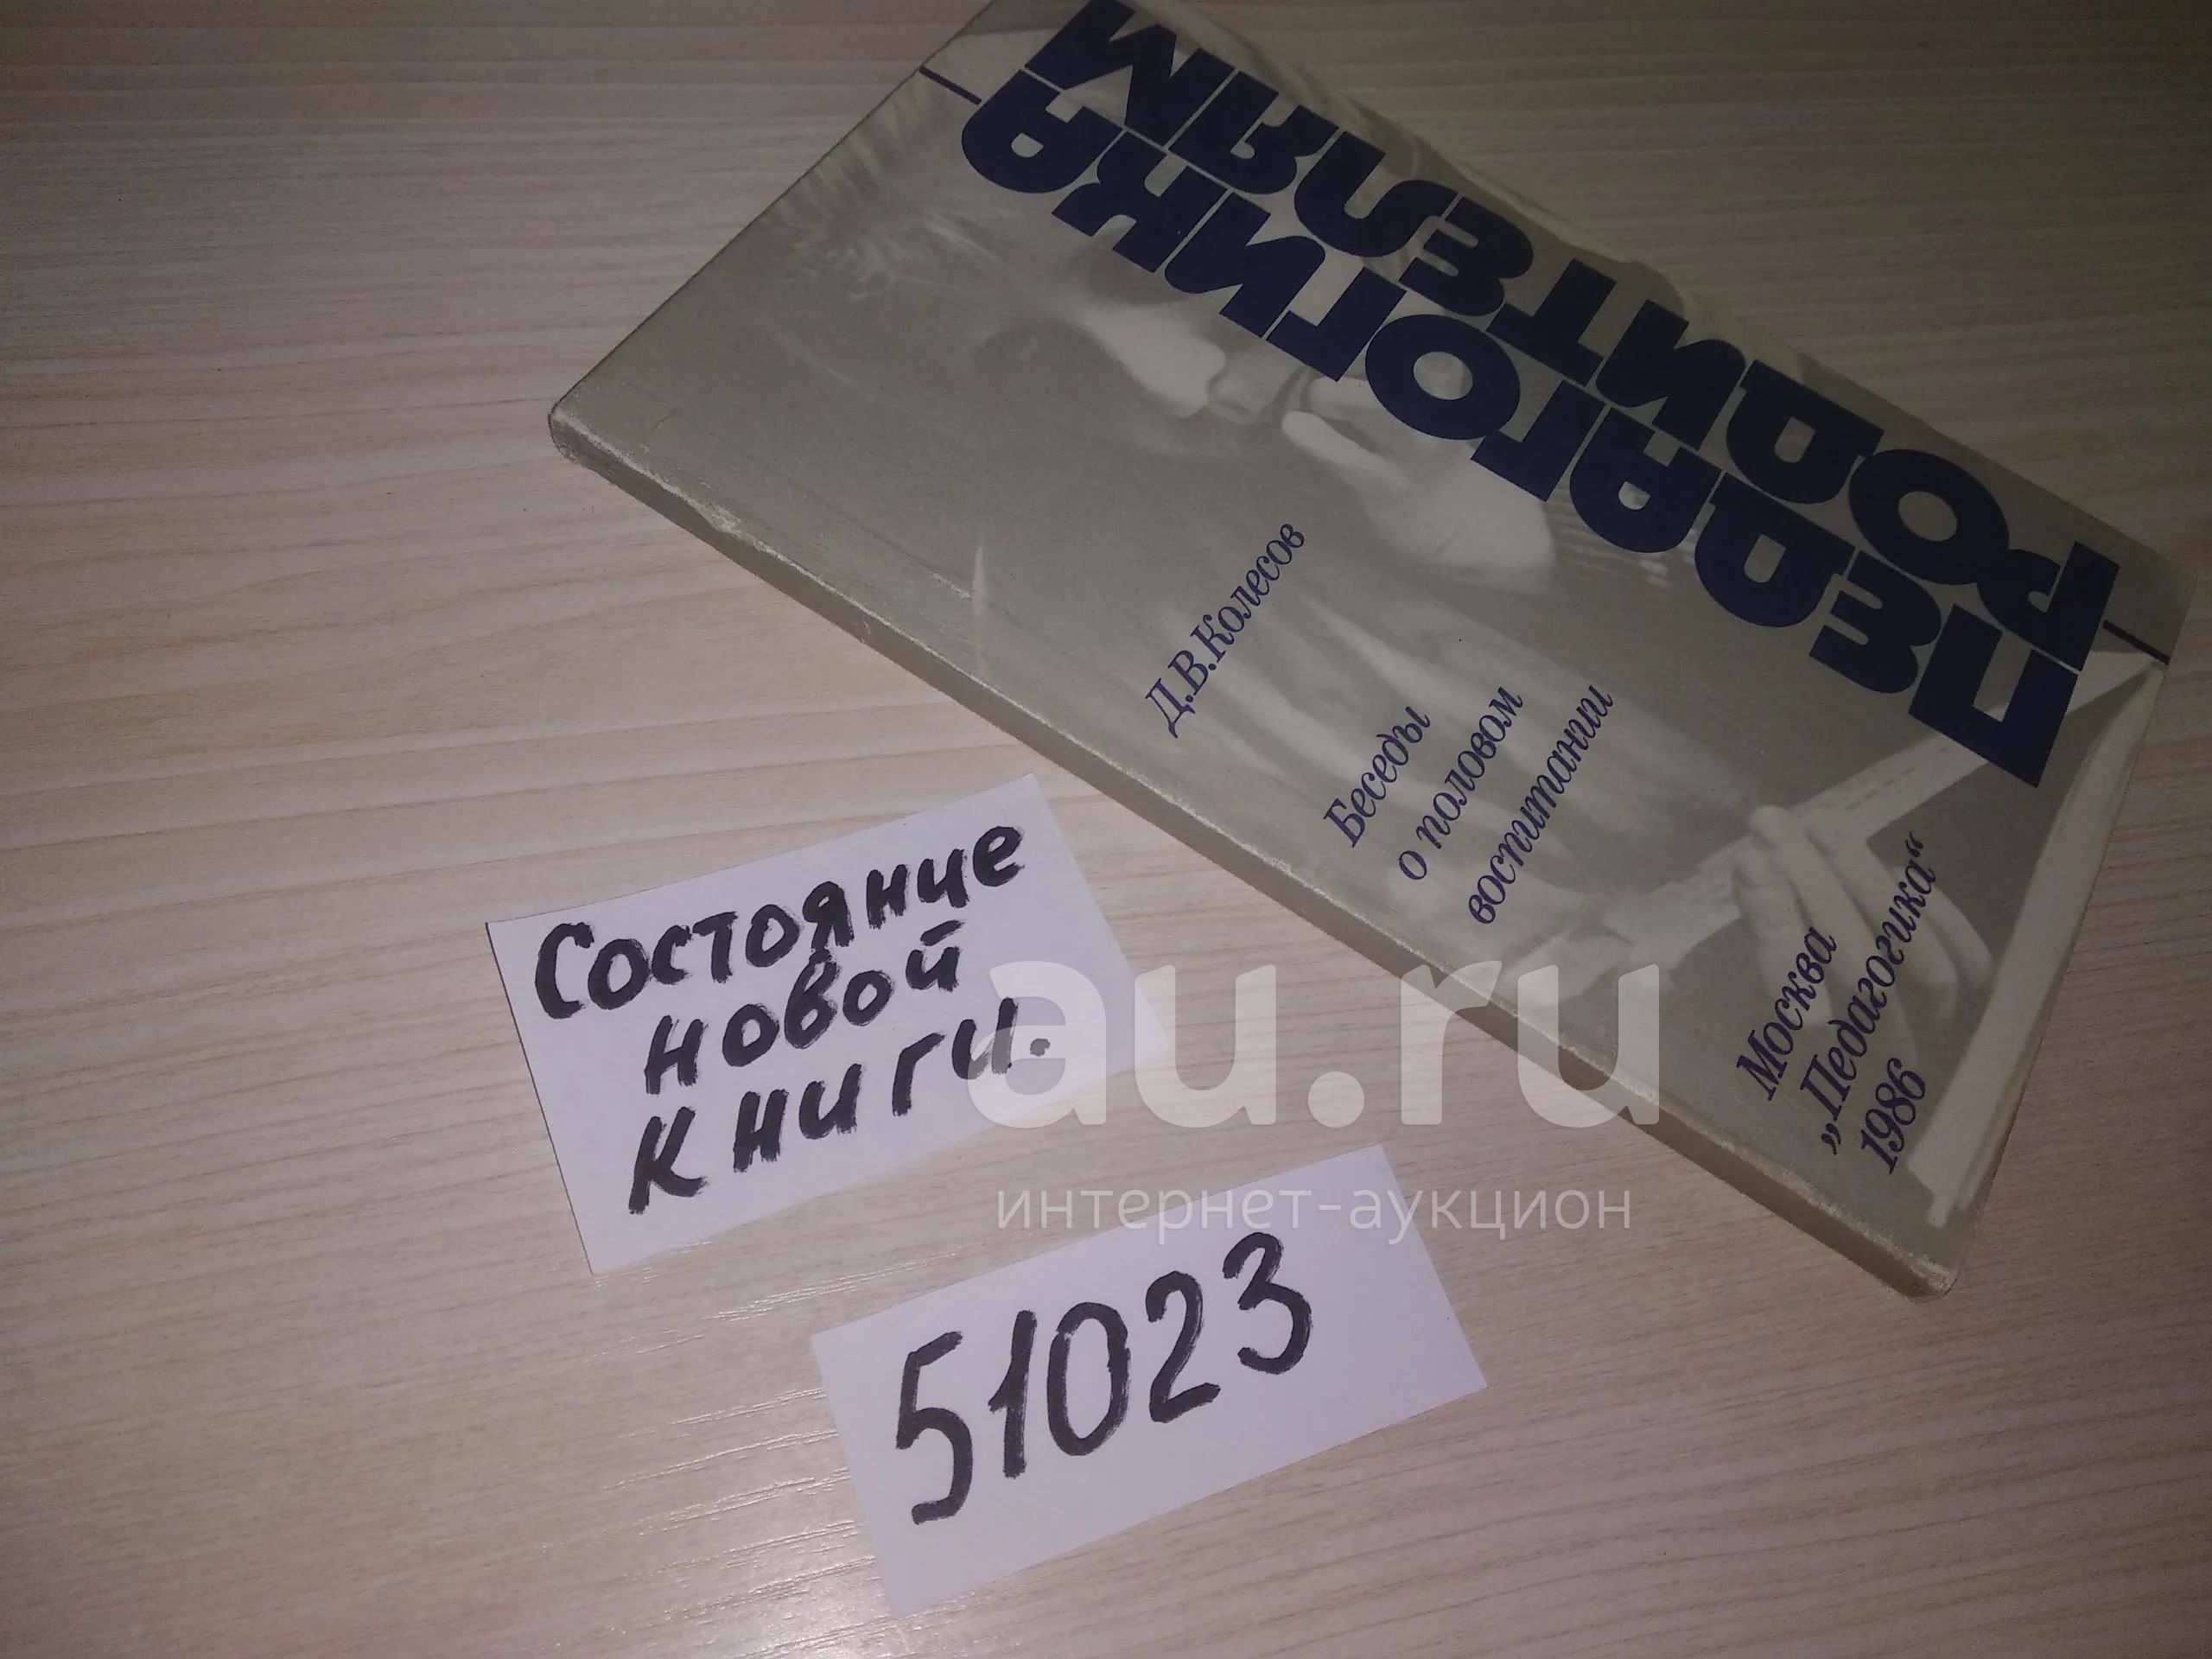 ПЕДАГОГИКА
РОДИТЕЛЯМ
Д.В.Колесов
Беседы
о половом
воспитании
Москва
„Педагогика“
1986
Состояние
новой
книги.
au.ru
интернет-аукцион
51023